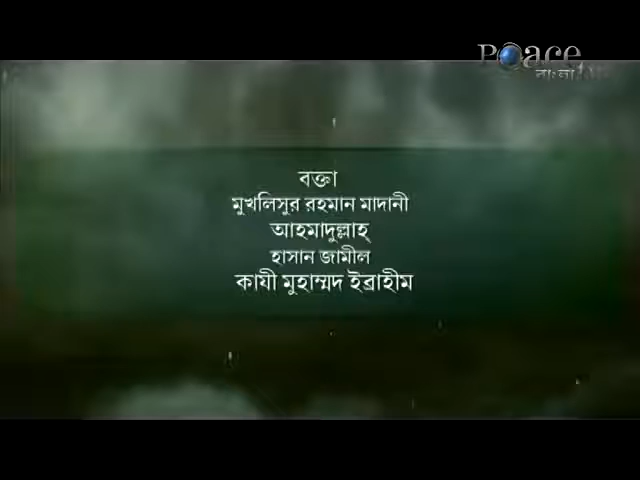 Peace
বাংলা
বক্তা
মুখলিসুর রহমান মাদানী
আহমাদুল্লাহ্
হাসান জামীল
কাযী মুহাম্মদ ইব্রাহীম